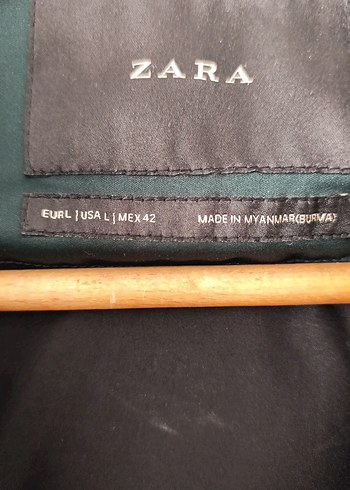 ZARA
EUR L | USA L | MEX 42 MADE IN MYANMAR(BURMA)